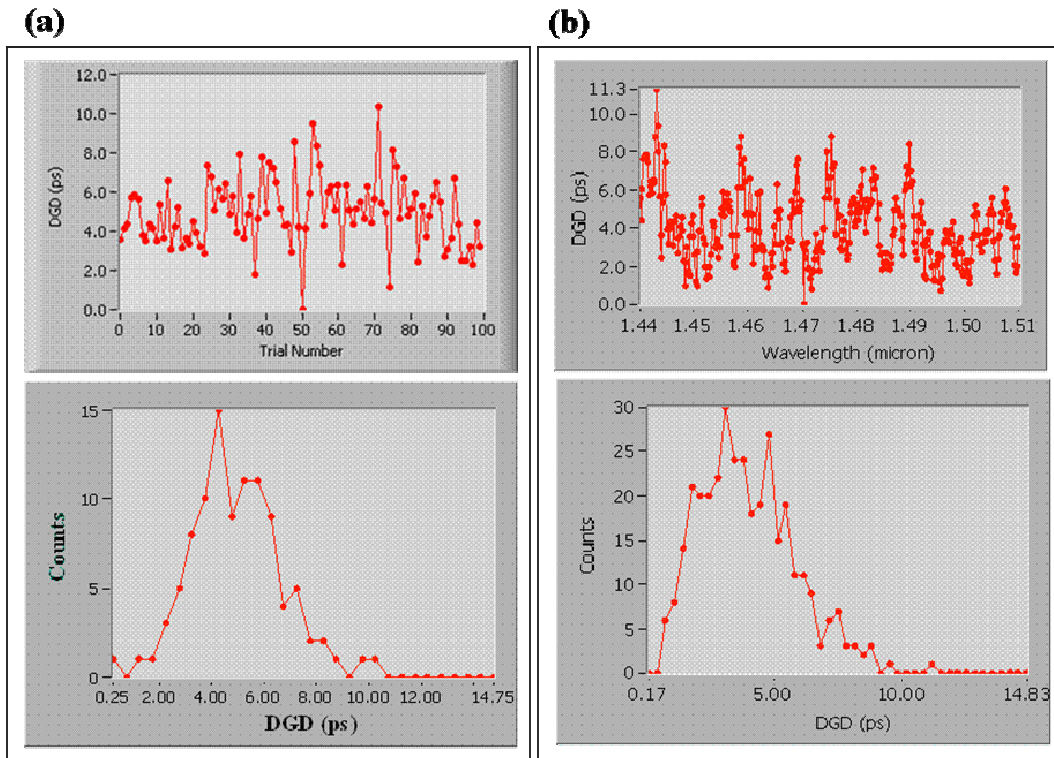 (a)
(b)
12.0
10.0
8.0
6.0
4.0
2.0
0.0
DGD (ps)
0 10 20 30 40 50 60 70 80 90 100
Trial Number
11.3
10.0
8.0
6.0
4.0
2.0
0.0
DGD (ps)
1.44 1.45 1.46 1.47 1.48 1.49 1.50 1.51
Wavelength (micron)
15
10
5
0
Counts
0.25 2.00 4.00 6.00 8.00 10.00 12.00 14.75
DGD (ps)
30
25
20
15
10
5
0
Counts
0.17 5.00 10.00 14.83
DGD (ps)